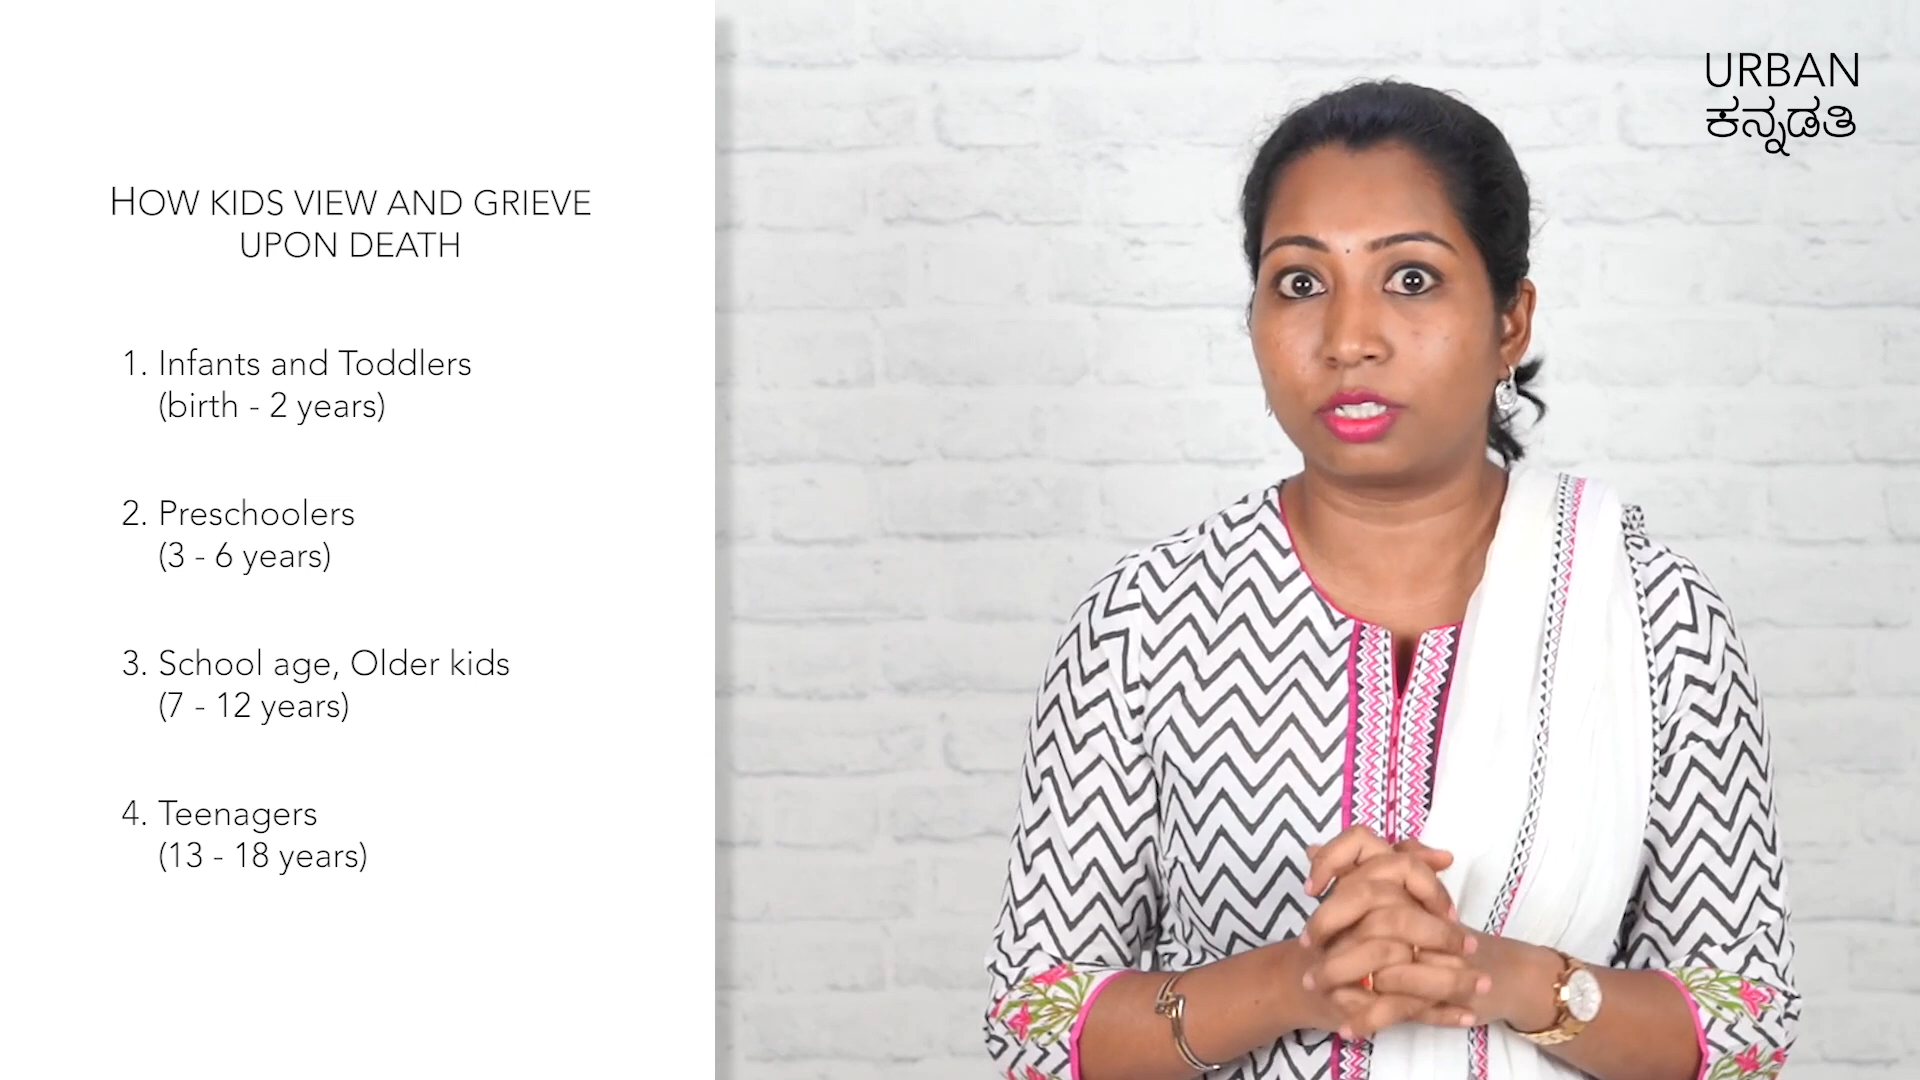 HOW KIDS VIEW AND GRIEVE
UPON DEATH
1. Infants and Toddlers
(birth - 2 years)
2. Preschoolers
(3 - 6 years)
3. School age, Older kids
(7 - 12 years)
4. Teenagers
(13 - 18 years)
URBAN
ಕನ್ನಡತಿ